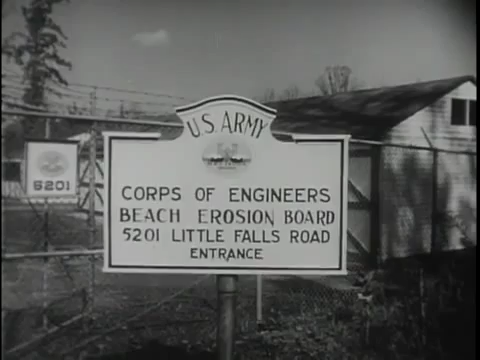 U.S. ARMY
CORPS OF ENGINEERS
BEACH EROSION BOARD
5201 LITTLE FALLS ROAD
ENTRANCE
5201